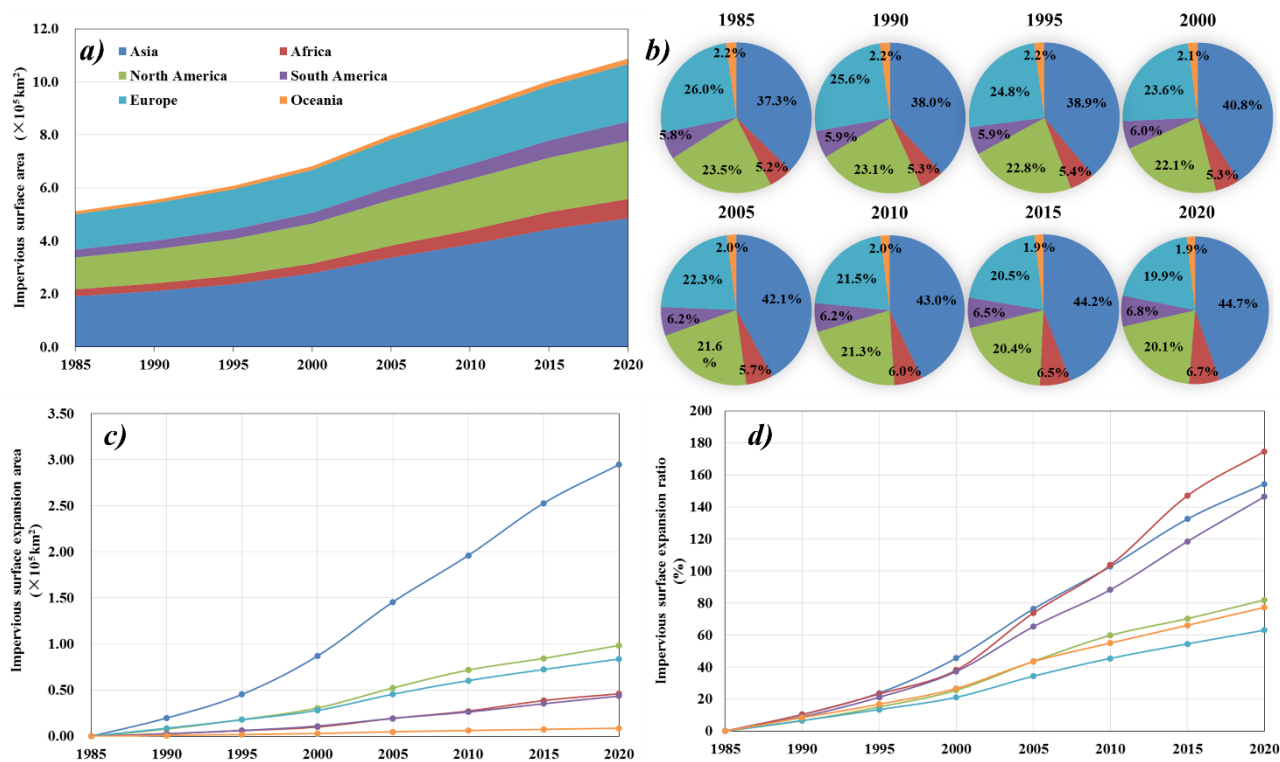 a)
Impervious surface area (×10⁵km²)
12.0
10.0
8.0
6.0
4.0
2.0
0.0
Asia
Africa
North America
South America
Europe
Oceania
1985 1990 1995 2000 2005 2010 2015 2020
b)
1985 1990 1995 2000
2.2% 37.3% 5.2% 23.5% 5.8% 26.0%
2.2% 38.0% 5.3% 23.1% 5.9% 25.6%
2.2% 38.9% 5.4% 22.8% 5.9% 24.8%
2.1% 40.8% 5.3% 22.1% 6.0% 23.6%
2005 2010 2015 2020
2.0% 42.1% 5.7% 21.6
% 6.2% 22.3%
2.0% 43.0% 6.0% 21.3% 6.2% 21.5%
1.9% 44.2% 6.5% 20.4% 6.5% 20.5%
1.9% 44.7% 6.7% 20.1% 6.8% 19.9%
c)
Impervious surface expansion area
(×10⁵km²)
3.50
3.00
2.50
2.00
1.50
1.00
0.50
0.00
1985 1990 1995 2000 2005 2010 2015 2020
d)
Impervious surface expansion ratio
(%)
200
180
160
140
120
100
80
60
40
20
0
1985 1990 1995 2000 2005 2010 2015 2020